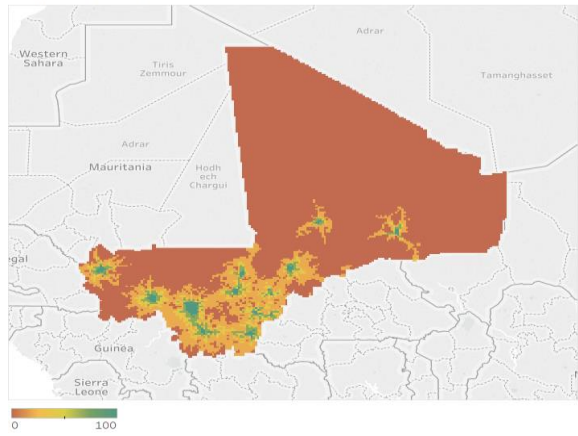 Western
Sahara
Adrar
Tiris
Zemmour
Tamanghasset
Adrar
Mauritania
Hodh
ech
Chargui
egal
Guinea
Sierra
Leone
N
0 100